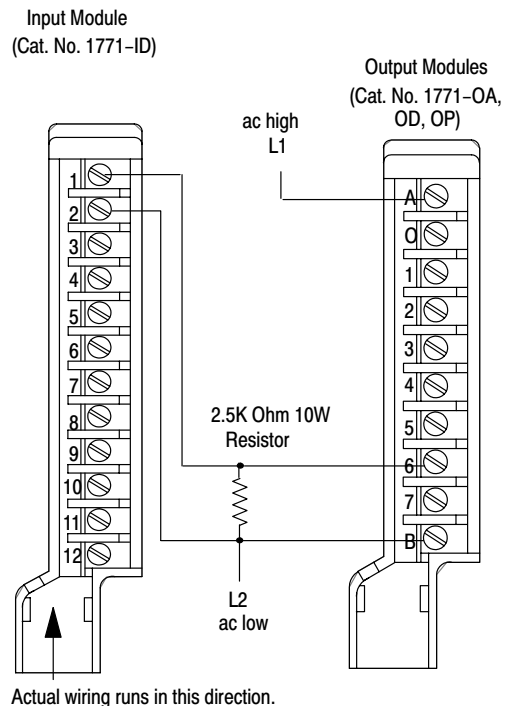 Input Module
(Cat. No. 1771–ID)
Output Modules
(Cat. No. 1771–OA,
OD, OP)
ac high
L1
1
2
3
4
5
6
7
8
9
10
11
12
A
O
1
2
3
4
5
6
7
B
2.5K Ohm 10W
Resistor
L2
ac low
Actual wiring runs in this direction.